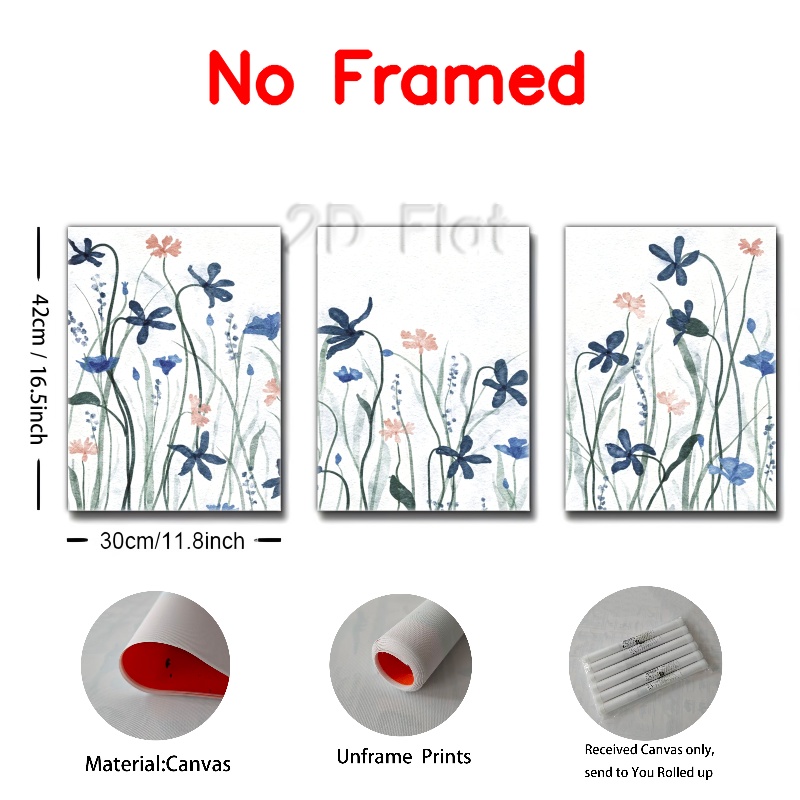 No Framed
2D Flat
42cm / 16.5inch
30cm/11.8inch
Material:Canvas
Unframe Prints
Received Canvas only,
send to You Rolled up